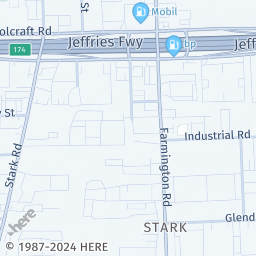 St
Mobil
olcraft Rd
Jeffries Fwy
Jef
174
bp
y St
Industrial Rd
Stark Rd
Farmington Rd
Glend
STARK
here
© 1987-2024 HERE